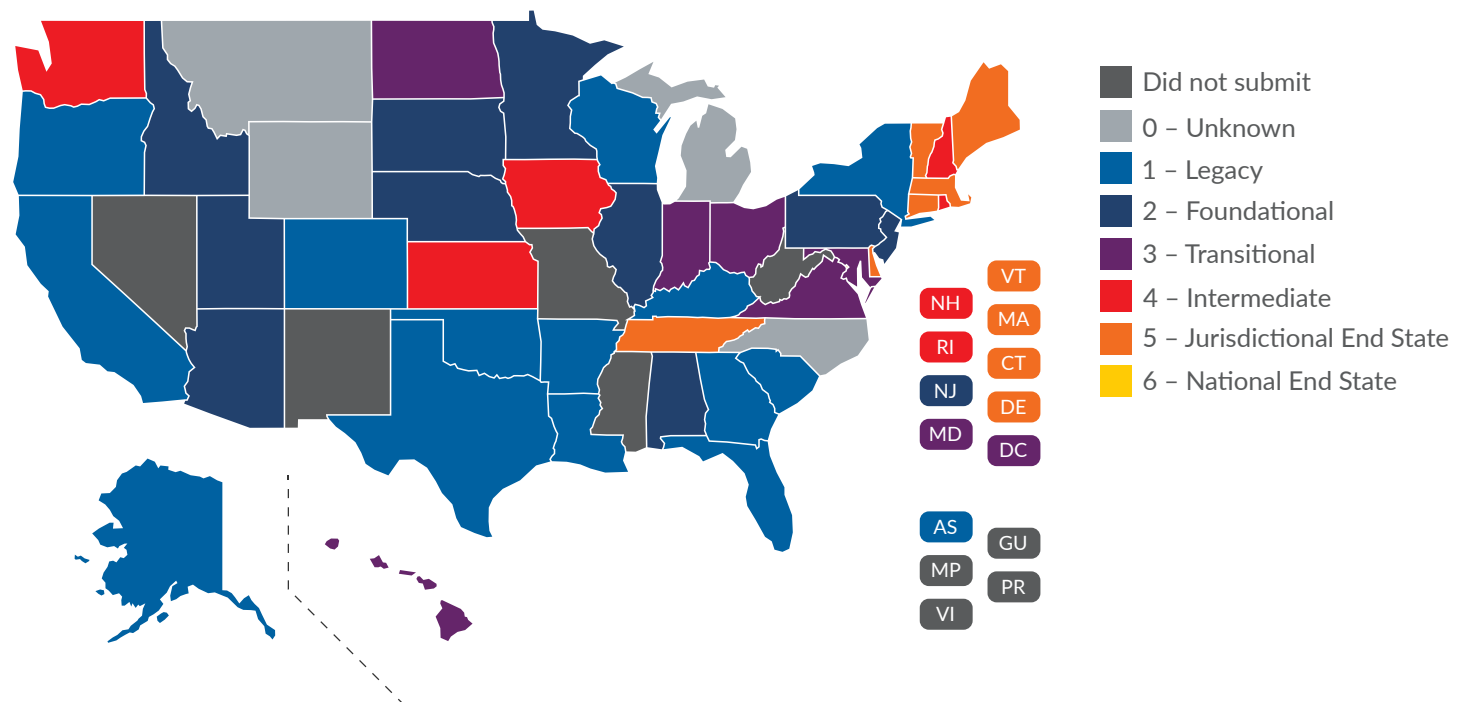 Did not submit
0 – Unknown
1 – Legacy
2 – Foundational
3 – Transitional
4 – Intermediate
5 – Jurisdictional End State
6 – National End State
VT
NH
MA
RI
CT
NJ
DE
MD
DC
AS
GU
MP
PR
VI